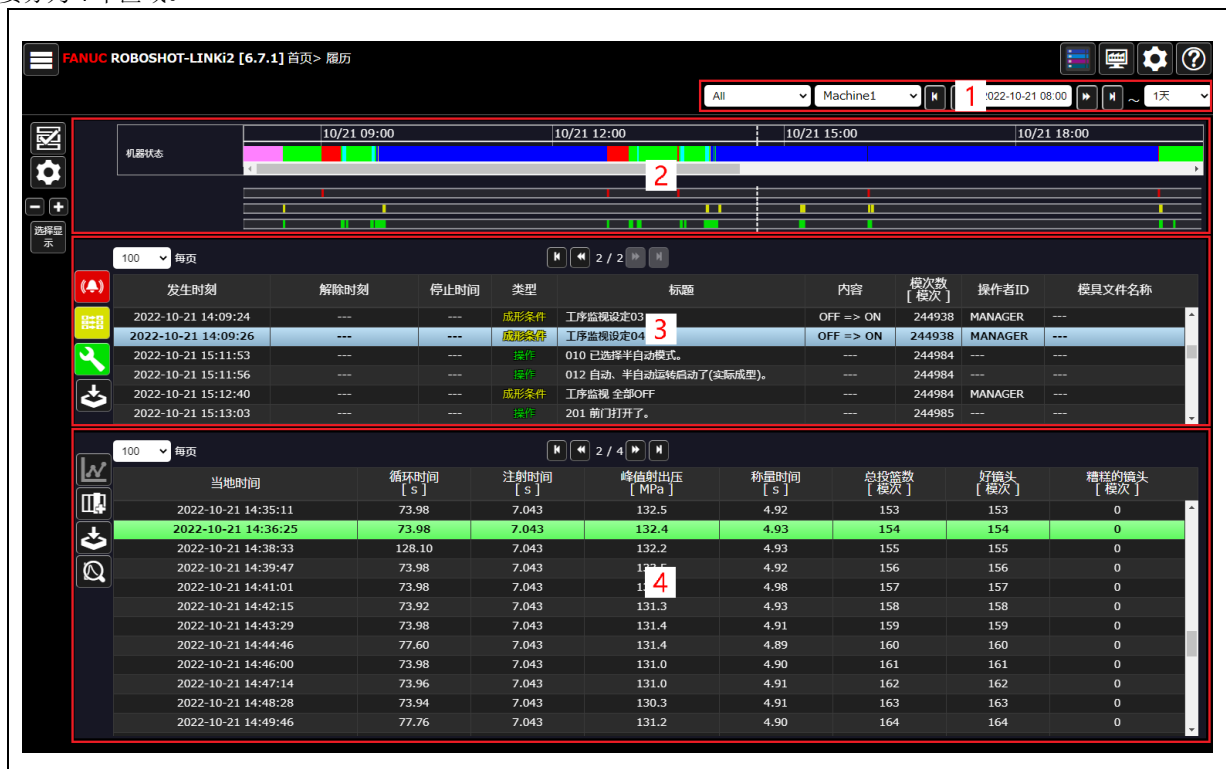 FANUC ROBOSHOT-LINKi2 [6.7.1] 首页> 履历
All Machine1 1 2022-10-21 08:00 ～ 1天
10/21 09:00 10/21 12:00 10/21 15:00 10/21 18:00
机器状态
2
选择显
示
100 每页 2 / 2
发生时刻 解除时刻 停止时间 类型 标题 内容 模次数 [ 模次 ] 操作者ID 模具文件名称
2022-10-21 14:09:24 --- --- 成形条件 工序监视设定03 OFF => ON 244938 MANAGER ---
3
2022-10-21 14:09:26 --- --- 成形条件 工序监视设定04 OFF => ON 244938 MANAGER ---
2022-10-21 15:11:53 --- --- 操作 010 已选择半自动模式。 --- 244984 --- ---
2022-10-21 15:11:56 --- --- 操作 012 自动、半自动运转启动了(实际成型)。 --- 244984 --- ---
2022-10-21 15:12:40 --- --- 成形条件 工序监视 全部OFF --- 244984 MANAGER ---
2022-10-21 15:13:03 --- --- 操作 201 前门打开了。 --- 244985 --- ---
100 每页 2 / 4
当地时间 循环时间 [ s ] 注射时间 [ s ] 峰值射出压 [ MPa ] 称量时间 [ s ] 总投篮数 [ 模次 ] 好镜头 [ 模次 ] 糟糕的镜头 [ 模次 ]
2022-10-21 14:35:11 73.98 7.043 132.5 4.92 153 153 0
2022-10-21 14:36:25 73.98 7.043 132.4 4.93 154 154 0
2022-10-21 14:38:33 128.10 7.043 132.2 4.93 155 155 0
2022-10-21 14:39:47 73.98 7.043 4.92 156 156 0
4
2022-10-21 14:41:01 73.98 7.043 4.98 157 157 0
2022-10-21 14:42:15 73.92 7.043 131.3 4.93 158 158 0
2022-10-21 14:43:29 73.98 7.043 131.4 4.91 159 159 0
2022-10-21 14:44:46 77.60 7.043 131.4 4.89 160 160 0
2022-10-21 14:46:00 73.98 7.043 131.0 4.90 161 161 0
2022-10-21 14:47:14 73.96 7.043 131.0 4.91 162 162 0
2022-10-21 14:48:28 73.94 7.043 130.3 4.91 163 163 0
2022-10-21 14:49:46 77.76 7.043 131.2 4.90 164 164 0